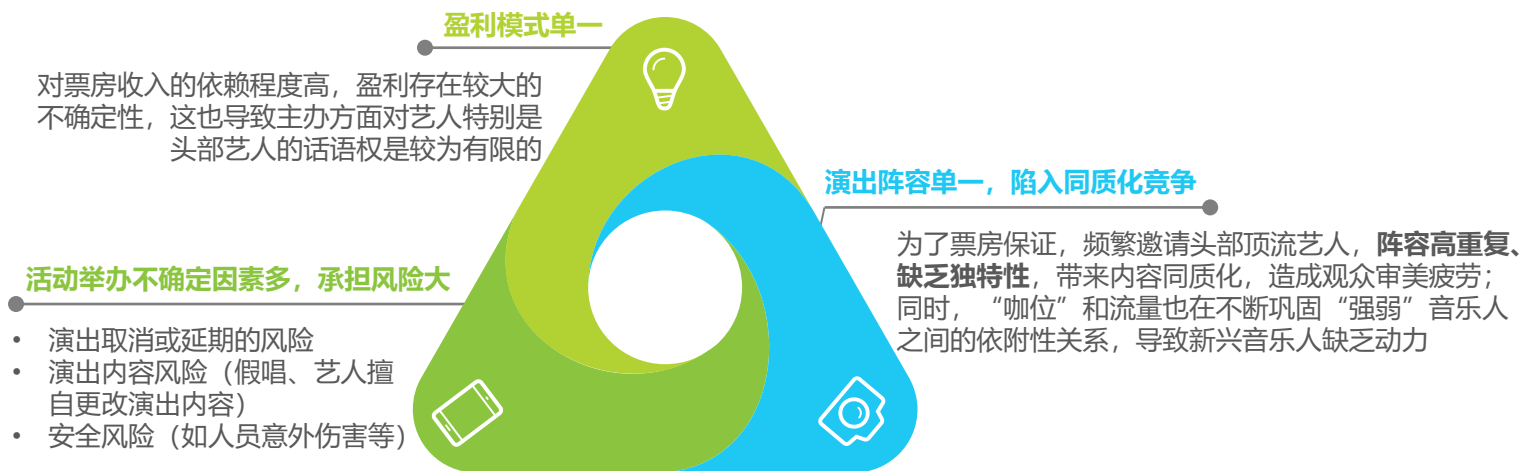 盈利模式单一
对票房收入的依赖程度高，盈利存在较大的
不确定性，这也导致主办方面对艺人特别是
头部艺人的话语权是较为有限的
演出阵容单一，陷入同质化竞争
为了票房保证，频繁邀请头部顶流艺人，阵容高重复、
缺乏独特性，带来内容同质化，造成观众审美疲劳；
同时，“咖位”和流量也在不断巩固“强弱”音乐人
之间的依附性关系，导致新兴音乐人缺乏动力
活动举办不确定因素多，承担风险大
• 演出取消或延期的风险
• 演出内容风险（假唱、艺人擅
自更改演出内容）
• 安全风险（如人员意外伤害等）